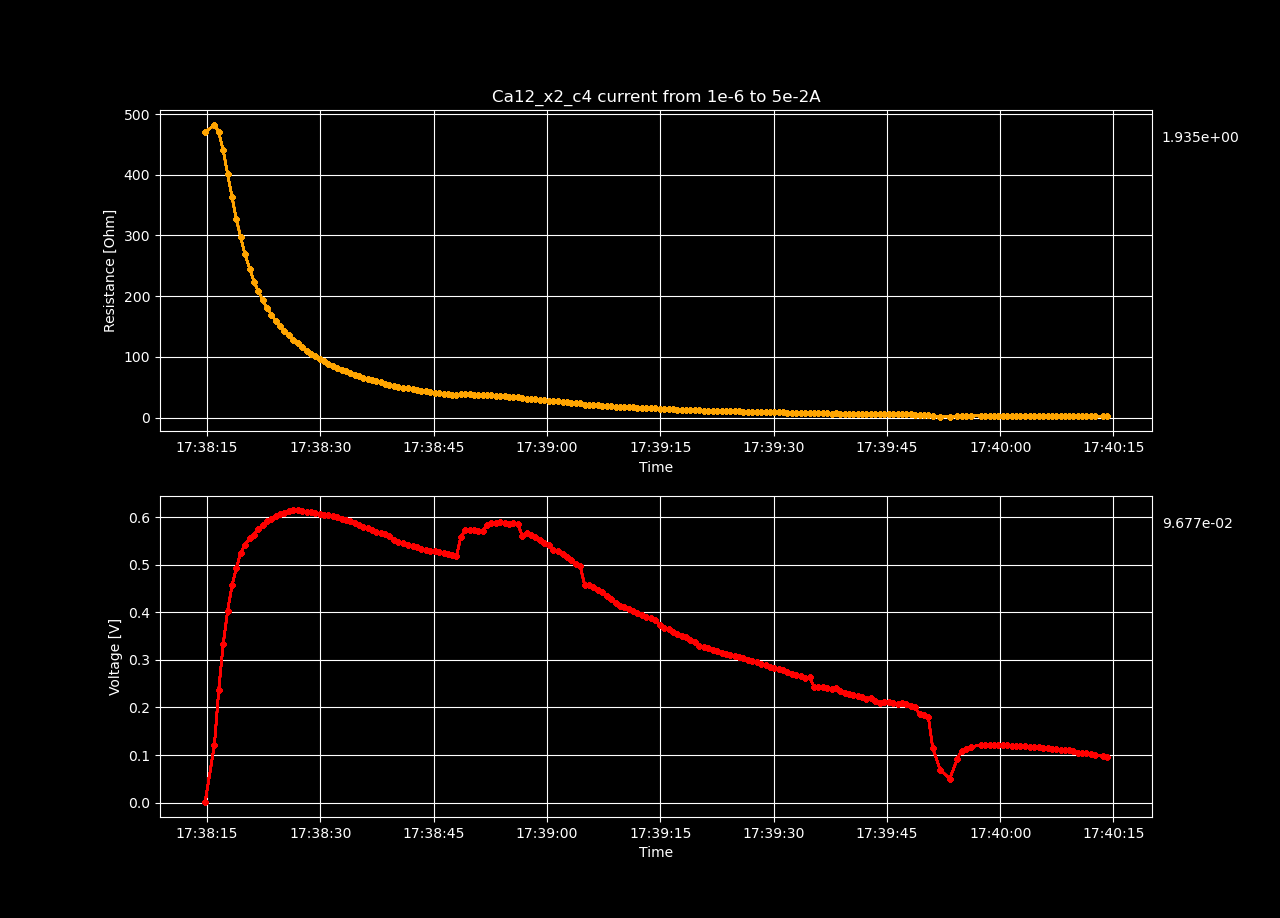 Ca12_x2_c4 current from 1e-6 to 5e-2A
1.935e+00
Resistance [Ohm]
500
400
300
200
100
0
17:38:15 17:38:30 17:38:45 17:39:00 17:39:15 17:39:30 17:39:45 17:40:00 17:40:15
Time
9.677e-02
Voltage [V]
0.6
0.5
0.4
0.3
0.2
0.1
0.0
17:38:15 17:38:30 17:38:45 17:39:00 17:39:15 17:39:30 17:39:45 17:40:00 17:40:15
Time